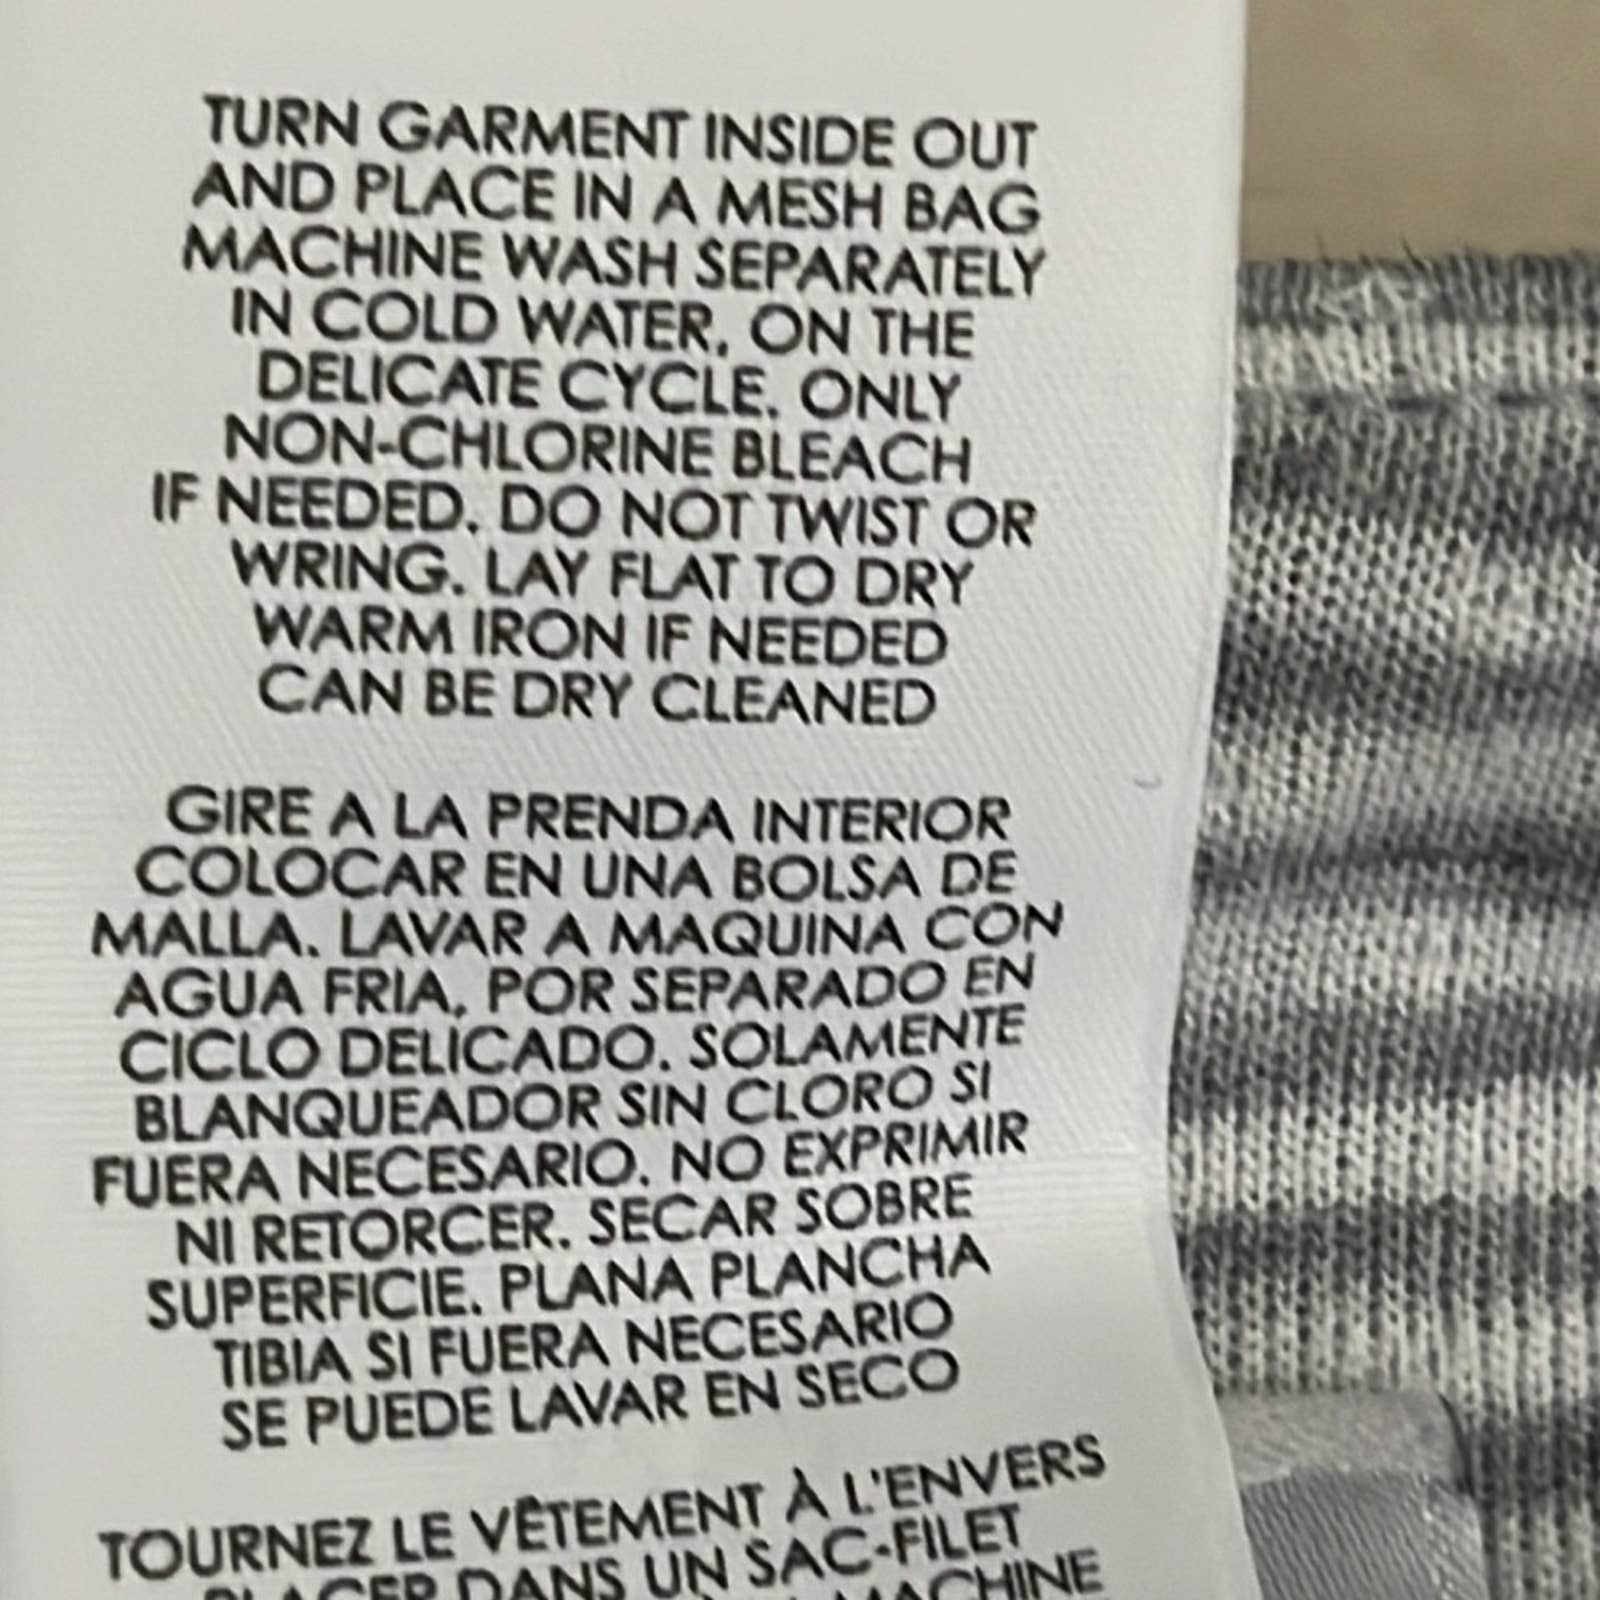 TURN GARMENT INSIDE OUT
AND PLACE IN A MESH BAG
MACHINE WASH SEPARATELY
IN COLD WATER, ON THE
DELICATE CYCLE. ONLY
NON-CHLORINE BLEACH
IF NEEDED. DO NOT TWIST OR
WRING. LAY FLAT TO DRY
WARM IRON IF NEEDED
CAN BE DRY CLEANED
GIRE A LA PRENDA INTERIOR
COLOCAR EN UNA BOLSA DE
MALLA. LAVAR A MAQUINA CON
AGUA FRIA, POR SEPARADO EN
CICLO DELICADO. SOLAMENTE
BLANQUEADOR SIN CLORO SI
FUERA NECESARIO. NO EXPRIMIR
NI RETORCER. SECAR SOBRE
SUPERFICIE. PLANA PLANCHA
TIBIA SI FUERA NECESARIO
SE PUEDE LAVAR EN SECO
TOURNEZ LE VÊTEMENT À L'ENVERS
PLACER DANS UN SAC-FILET
MACHINE